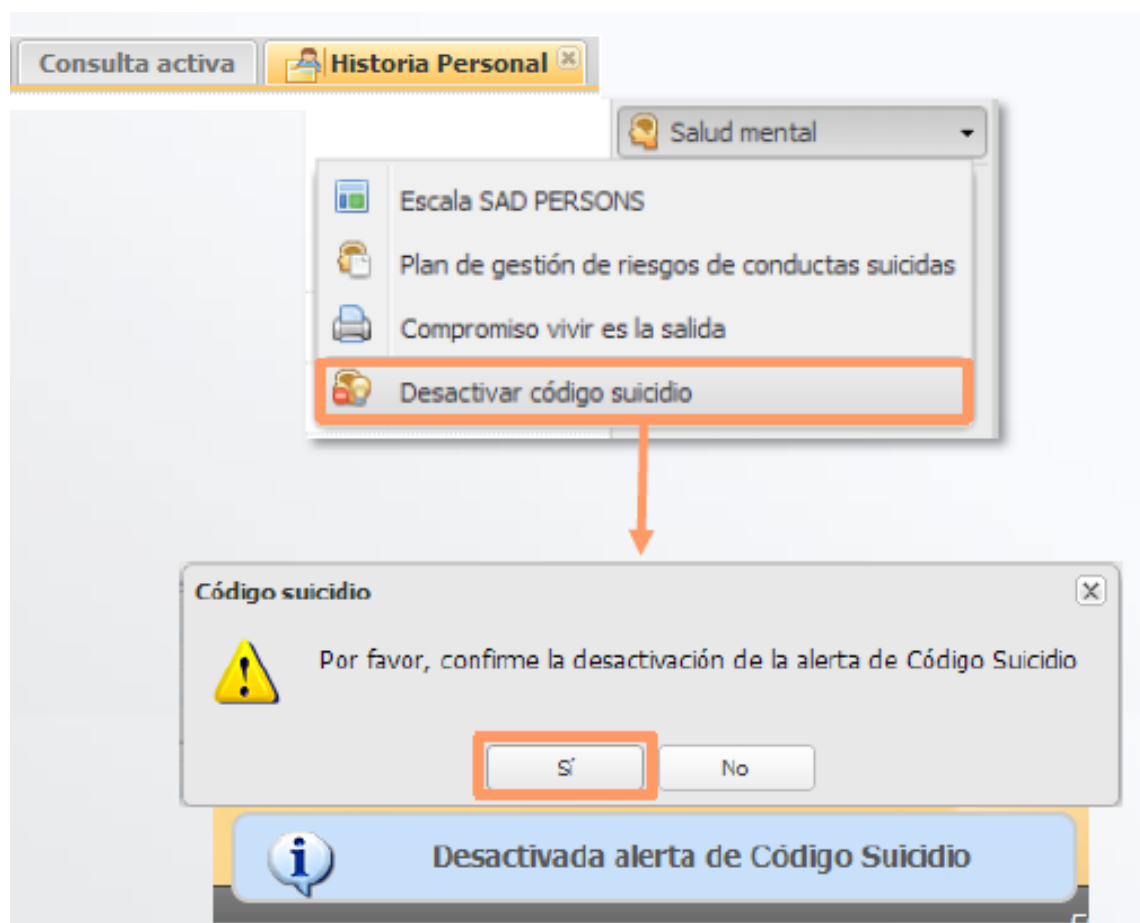 Consulta activa
Historia Personal
Salud mental
Escala SAD PERSONS
Plan de gestión de riesgos de conductas suicidas
Compromiso vivir es la salida
Desactivar código suicidio
Código suicidio
Por favor, confirme la desactivación de la alerta de Código Suicidio
Sí
No
Desactivada alerta de Código Suicidio